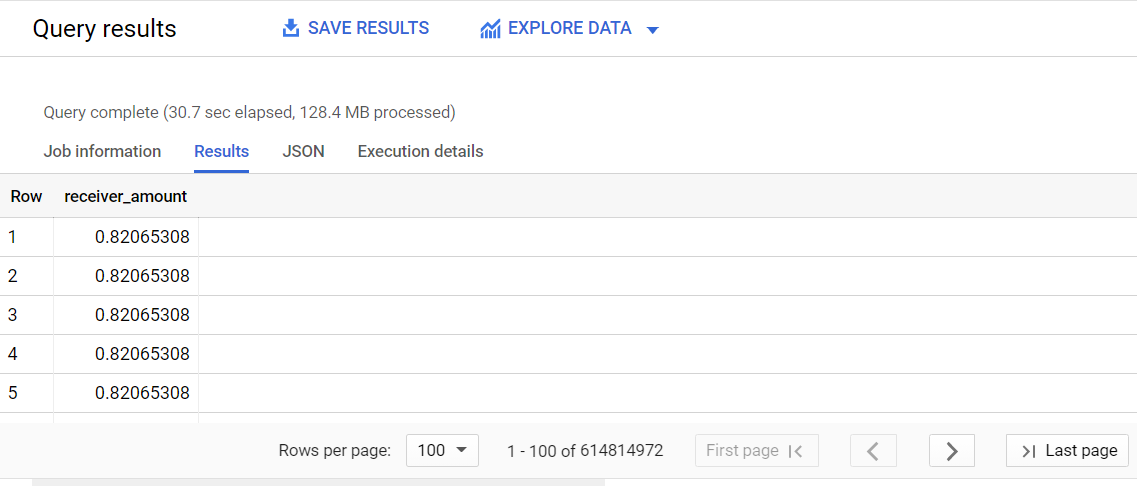 Query results SAVE RESULTS EXPLORE DATA
Query complete (30.7 sec elapsed, 128.4 MB processed)
Job information Results JSON Execution details
Row receiver_amount
1 0.82065308
2 0.82065308
3 0.82065308
4 0.82065308
5 0.82065308
Rows per page: 100 1 - 100 of 614814972 First page Last page